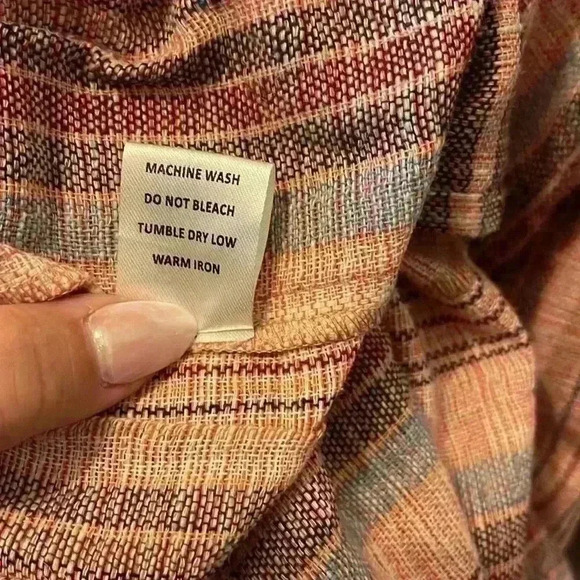 MACHINE WASH
DO NOT BLEACH
TUMBLE DRY LOW
WARM IRON